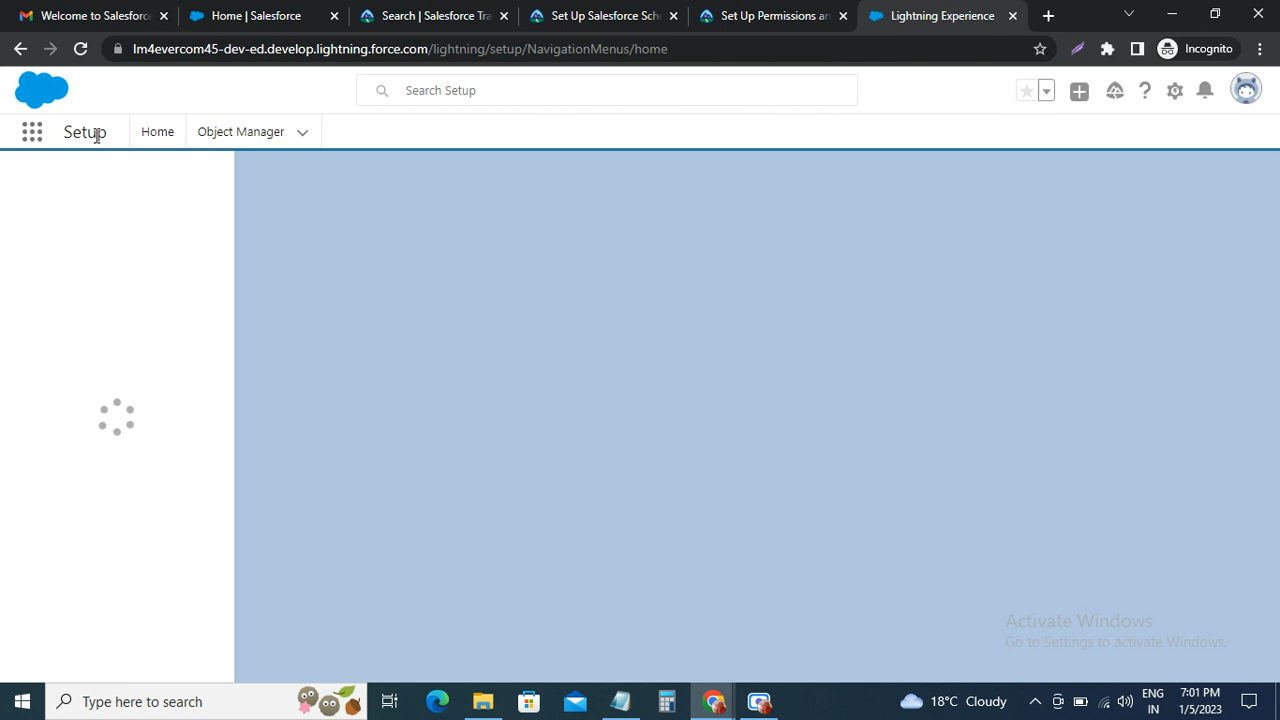 Welcome to Salesforc
Home | Salesforce
Search | Salesforce Tra
Set Up Salesforce Sch
Set Up Permissions an
Lightning Experience
lm4evercom45-dev-ed.develop.lightning.force.com/lightning/setup/NavigationMenus/home
Incognito
Search Setup
Setup
Home
Object Manager
Activate Windows
Go to Settings to activate Windows.
Type here to search
18°C Cloudy
ENG
IN
7:01 PM
1/5/2023